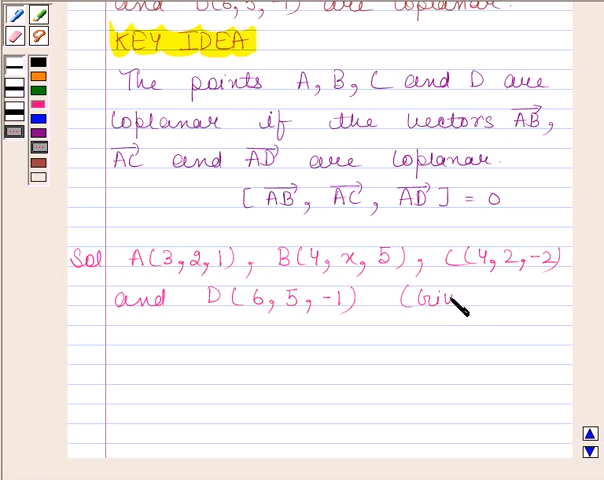 and D(6, 5, -1) are coplanar.
KEY IDEA
The points A, B, C and D are
coplanar if the vectors AB,
AC and AD are coplanar.
[ AB, AC, AD ] = 0
Sol A(3, 2, 1), B(4, x, 5), C(4, 2, -2)
and D(6, 5, -1) (Giv